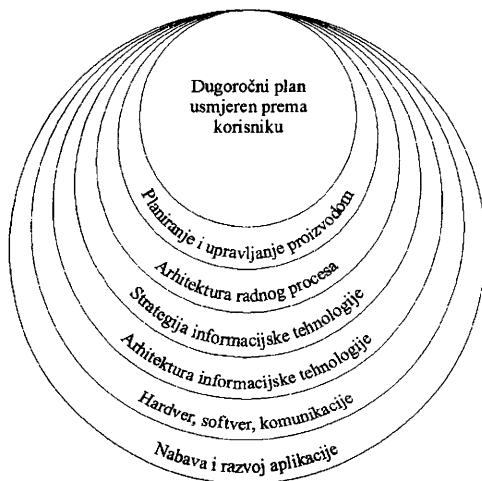 Dugoročni plan
usmjeren prema
korisniku
Planiranje i upravljanje proizvodom
Arhitektura radnog procesa
Strategija informacijske tehnologije
Arhitektura informacijske tehnologije
Hardver, softver, komunikacije
Nabava i razvoj aplikacije